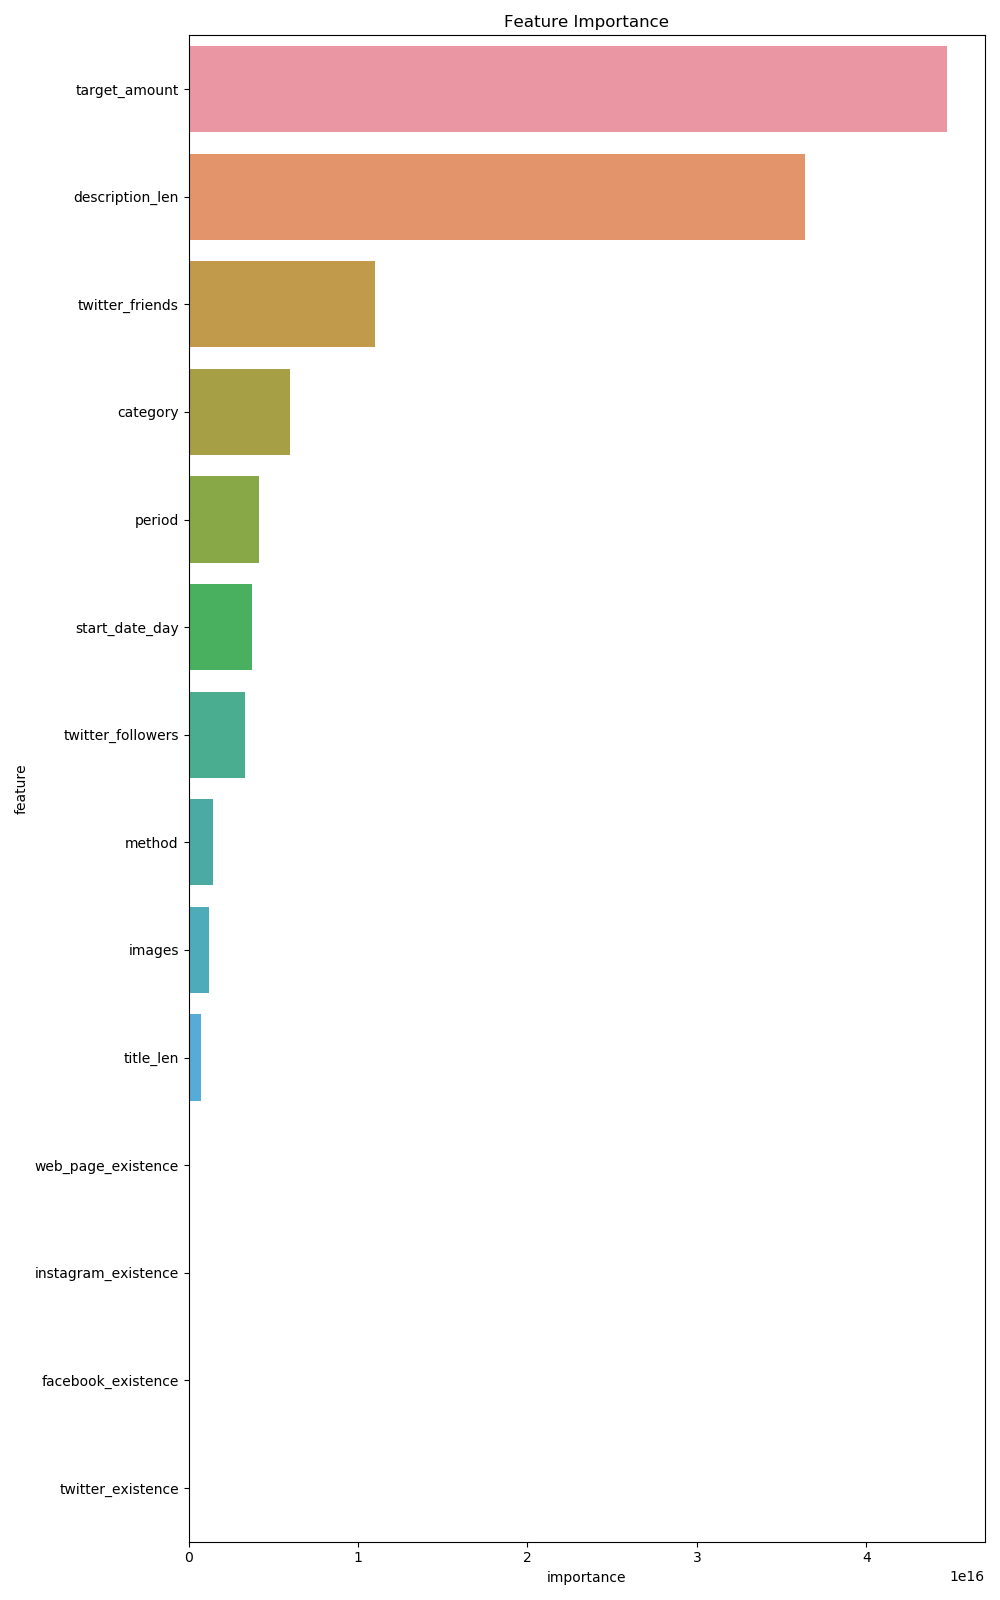 Feature Importance
target_amount
description_len
twitter_friends
category
period
start_date_day
twitter_followers
method
images
title_len
web_page_existence
instagram_existence
facebook_existence
twitter_existence
feature
0 1 2 3 4
importance
1e16